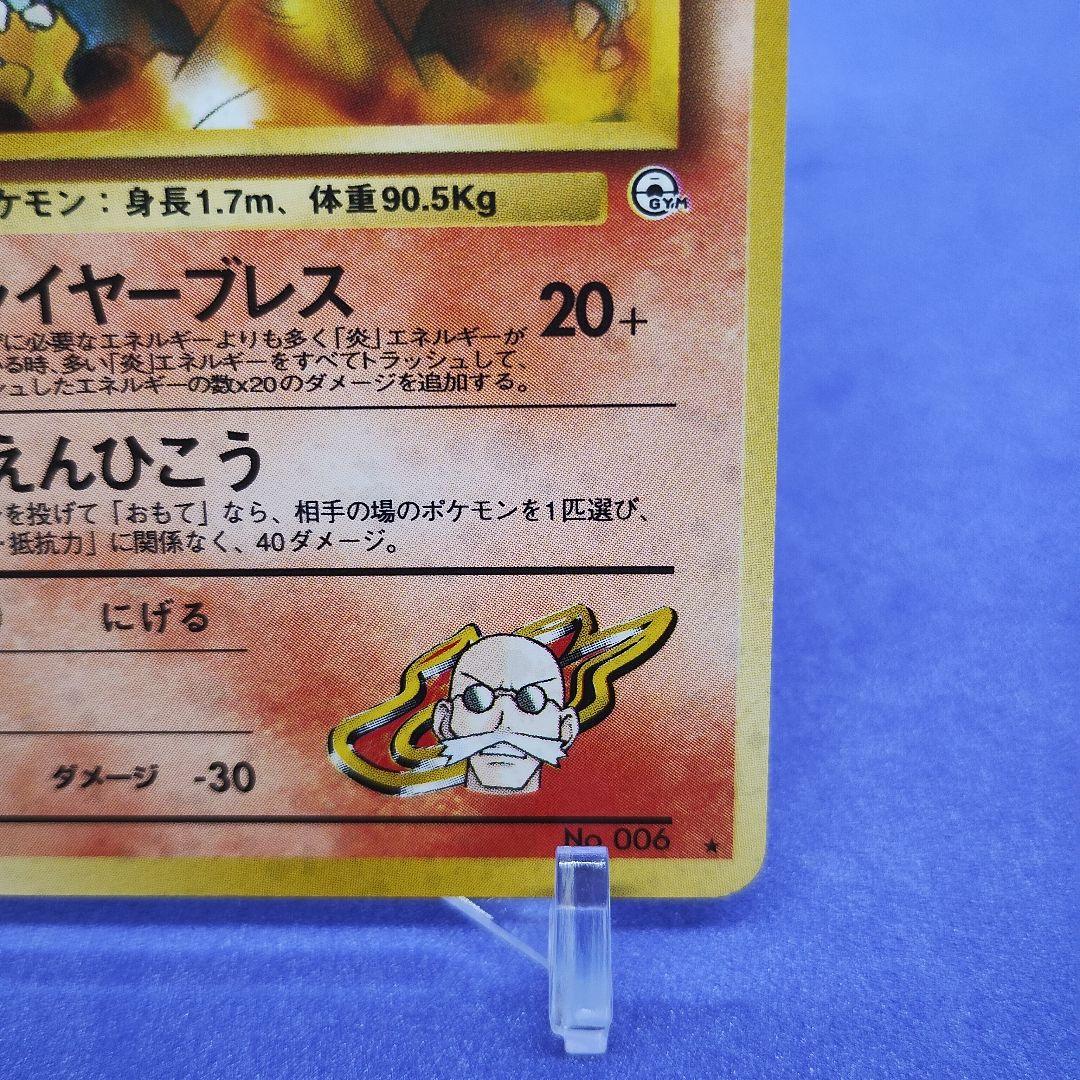 ケモン：身長1.7m、体重90.5Kg
GYM
イヤーブレス 20+
に必要なエネルギーよりも多く「炎」エネルギーが
る時、多い「炎」エネルギーをすべてトラッシュして、
シュしたエネルギーの数x20のダメージを追加する。
えんひこう
を投げて「おもて」なら、相手の場のポケモンを1匹選び、
抵抗力」に関係なく、40ダメージ。
にげる
ダメージ -30
No. 006 ★